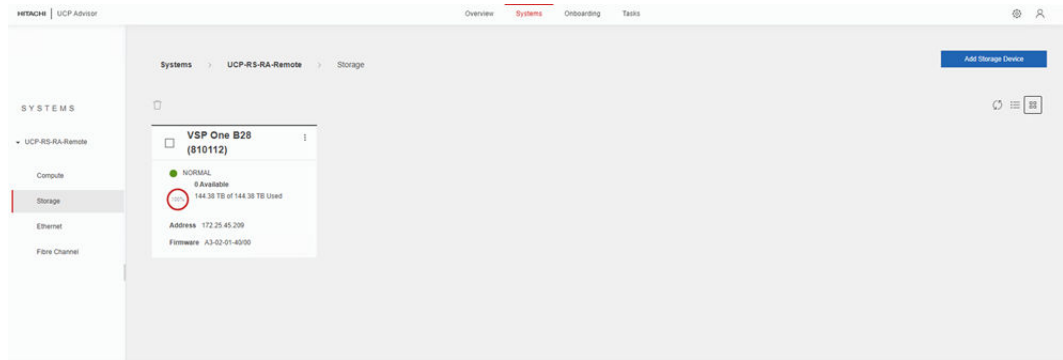 HITACHI UCP Advisor
Overview Systems Onboarding Tasks
Systems > UCP-RS-RA-Remote > Storage
Add Storage Device
SYSTEMS
UCP-RS-RA-Remote
Compute
Storage
Ethernet
Fibre Channel
VSP One B28
(810112)
NORMAL
0 Available
100%
144.38 TB of 144.38 TB Used
Address 172.25.45.209
Firmware A3-02-01-40/00